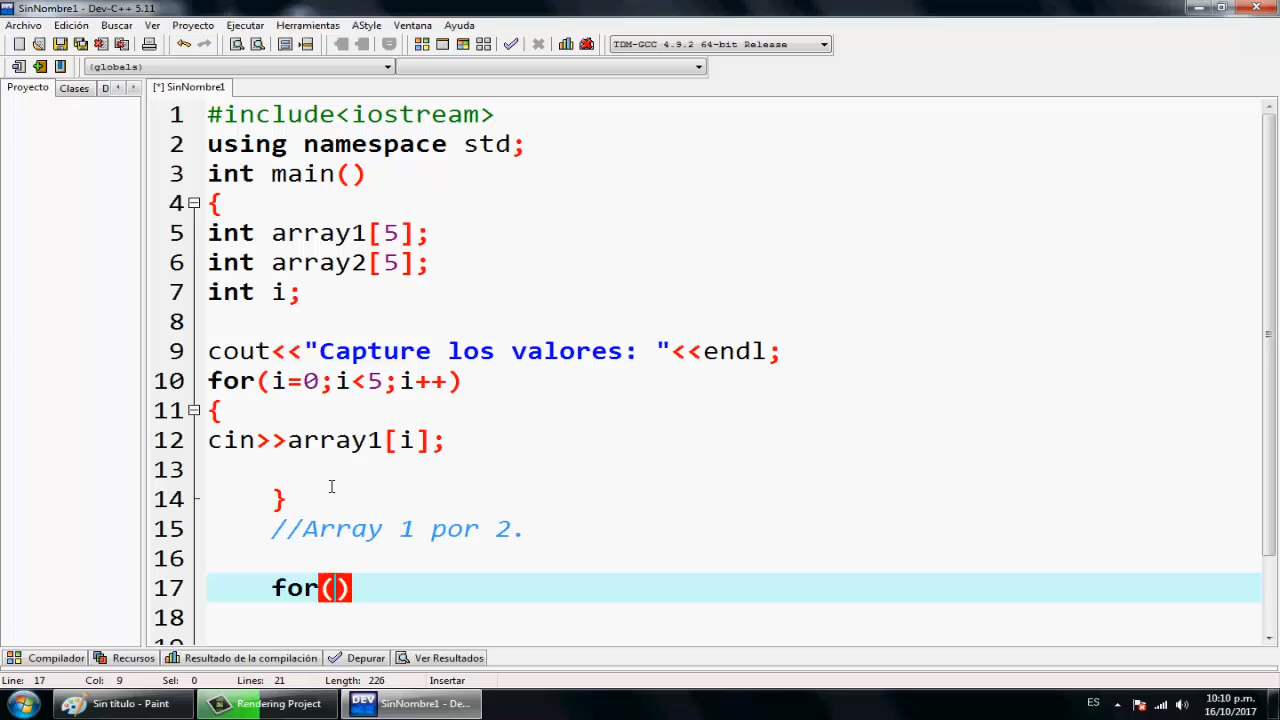 SinNombre1 - Dev-C++ 5.11
Archivo Edición Buscar Ver Proyecto Ejecutar Herramientas AStyle Ventana Ayuda
TDM-GCC 4.9.2 64-bit Release
(globals)
Proyecto Clases D [*] SinNombre1
1 #include<iostream>
2 using namespace std;
3 int main()
4 {
5 int array1[5];
6 int array2[5];
7 int i;
8
9 cout<<"Capture los valores: "<<endl;
10 for(i=0;i<5;i++)
11 {
12 cin>>array1[i];
13
14 }
15 //Array 1 por 2.
16
17 for()
18
Compilador Recursos Resultado de la compilación Depurar Ver Resultados
Line: 17 Col: 9 Sel: 0 Lines: 21 Length: 226 Insertar
Sin título - Paint Rendering Project DEV SinNombre1 - De... ES 10:10 p.m.
16/10/2017